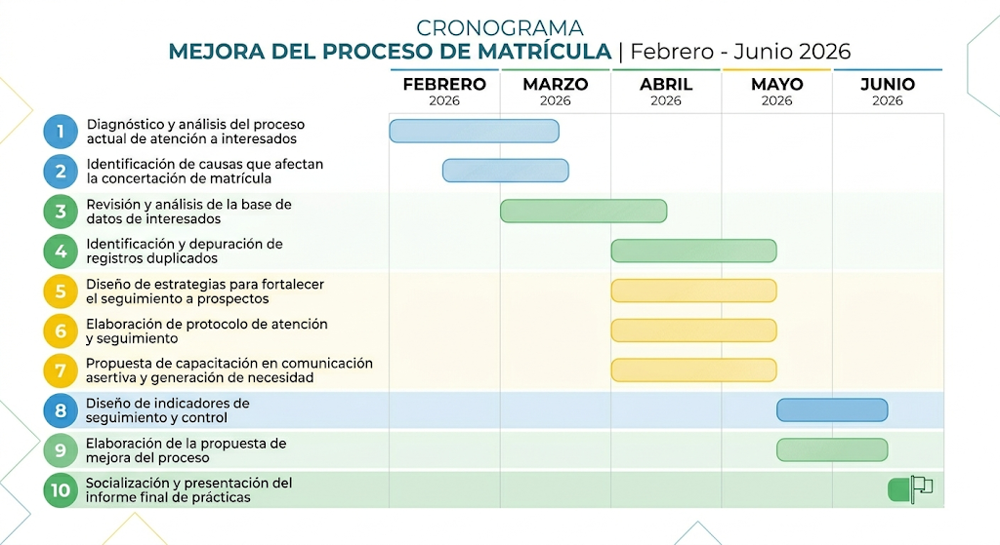 CRONOGRAMA
MEJORA DEL PROCESO DE MATRÍCULA | Febrero - Junio 2026
FEBRERO
2026
MARZO
2026
ABRIL
2026
MAYO
2026
JUNIO
2026
1
Diagnóstico y análisis del proceso
actual de atención a interesados
2
Identificación de causas que afectan
la concertación de matrícula
3
Revisión y análisis de la base de
datos de interesados
4
Identificación y depuración de
registros duplicados
5
Diseño de estrategias para fortalecer
el seguimiento a prospectos
6
Elaboración de protocolo de atención
y seguimiento
7
Propuesta de capacitación en comunicación
asertiva y generación de necesidad
8
Diseño de indicadores de
seguimiento y control
9
Elaboración de la propuesta de
mejora del proceso
10
Socialización y presentación del
informe final de prácticas